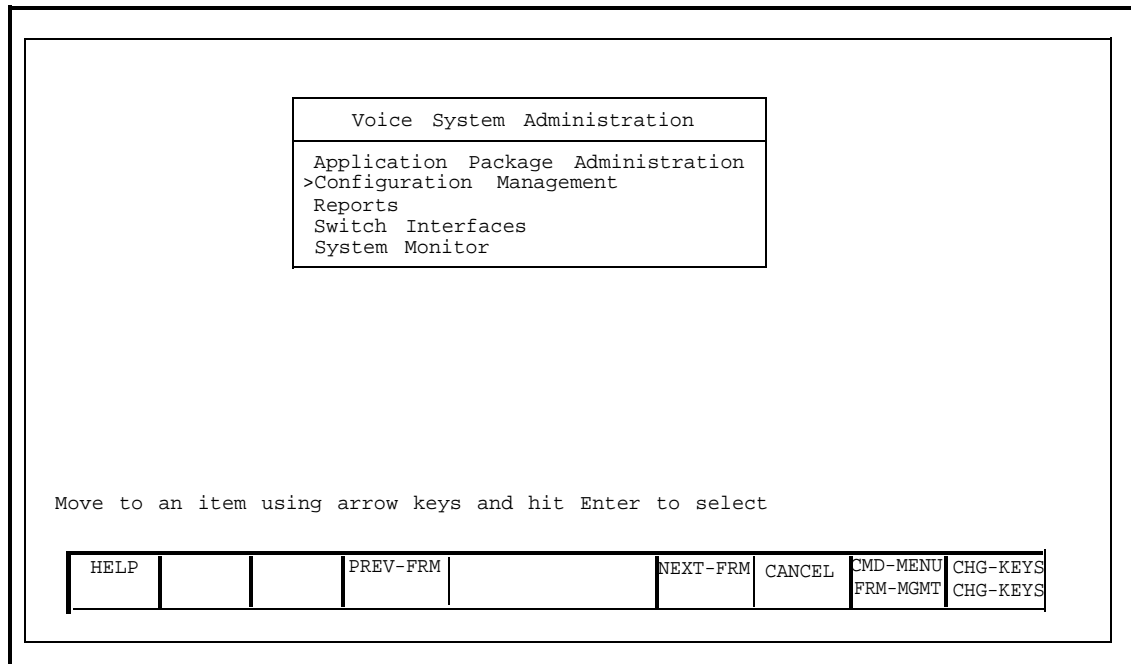 Voice System Administration
Application Package Administration
>Configuration Management
Reports
Switch Interfaces
System Monitor
Move to an item using arrow keys and hit Enter to select
HELP PREV-FRM NEXT-FRM CANCEL CMD-MENU CHG-KEYS
FRM-MGMT CHG-KEYS